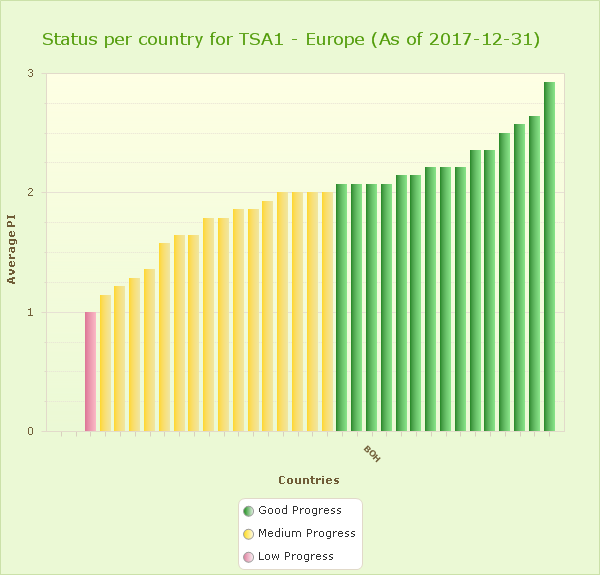 Status per country for TSA1 - Europe (As of 2017-12-31)
3
2
1
0
Average PI
BOH
Countries
Good Progress
Medium Progress
Low Progress